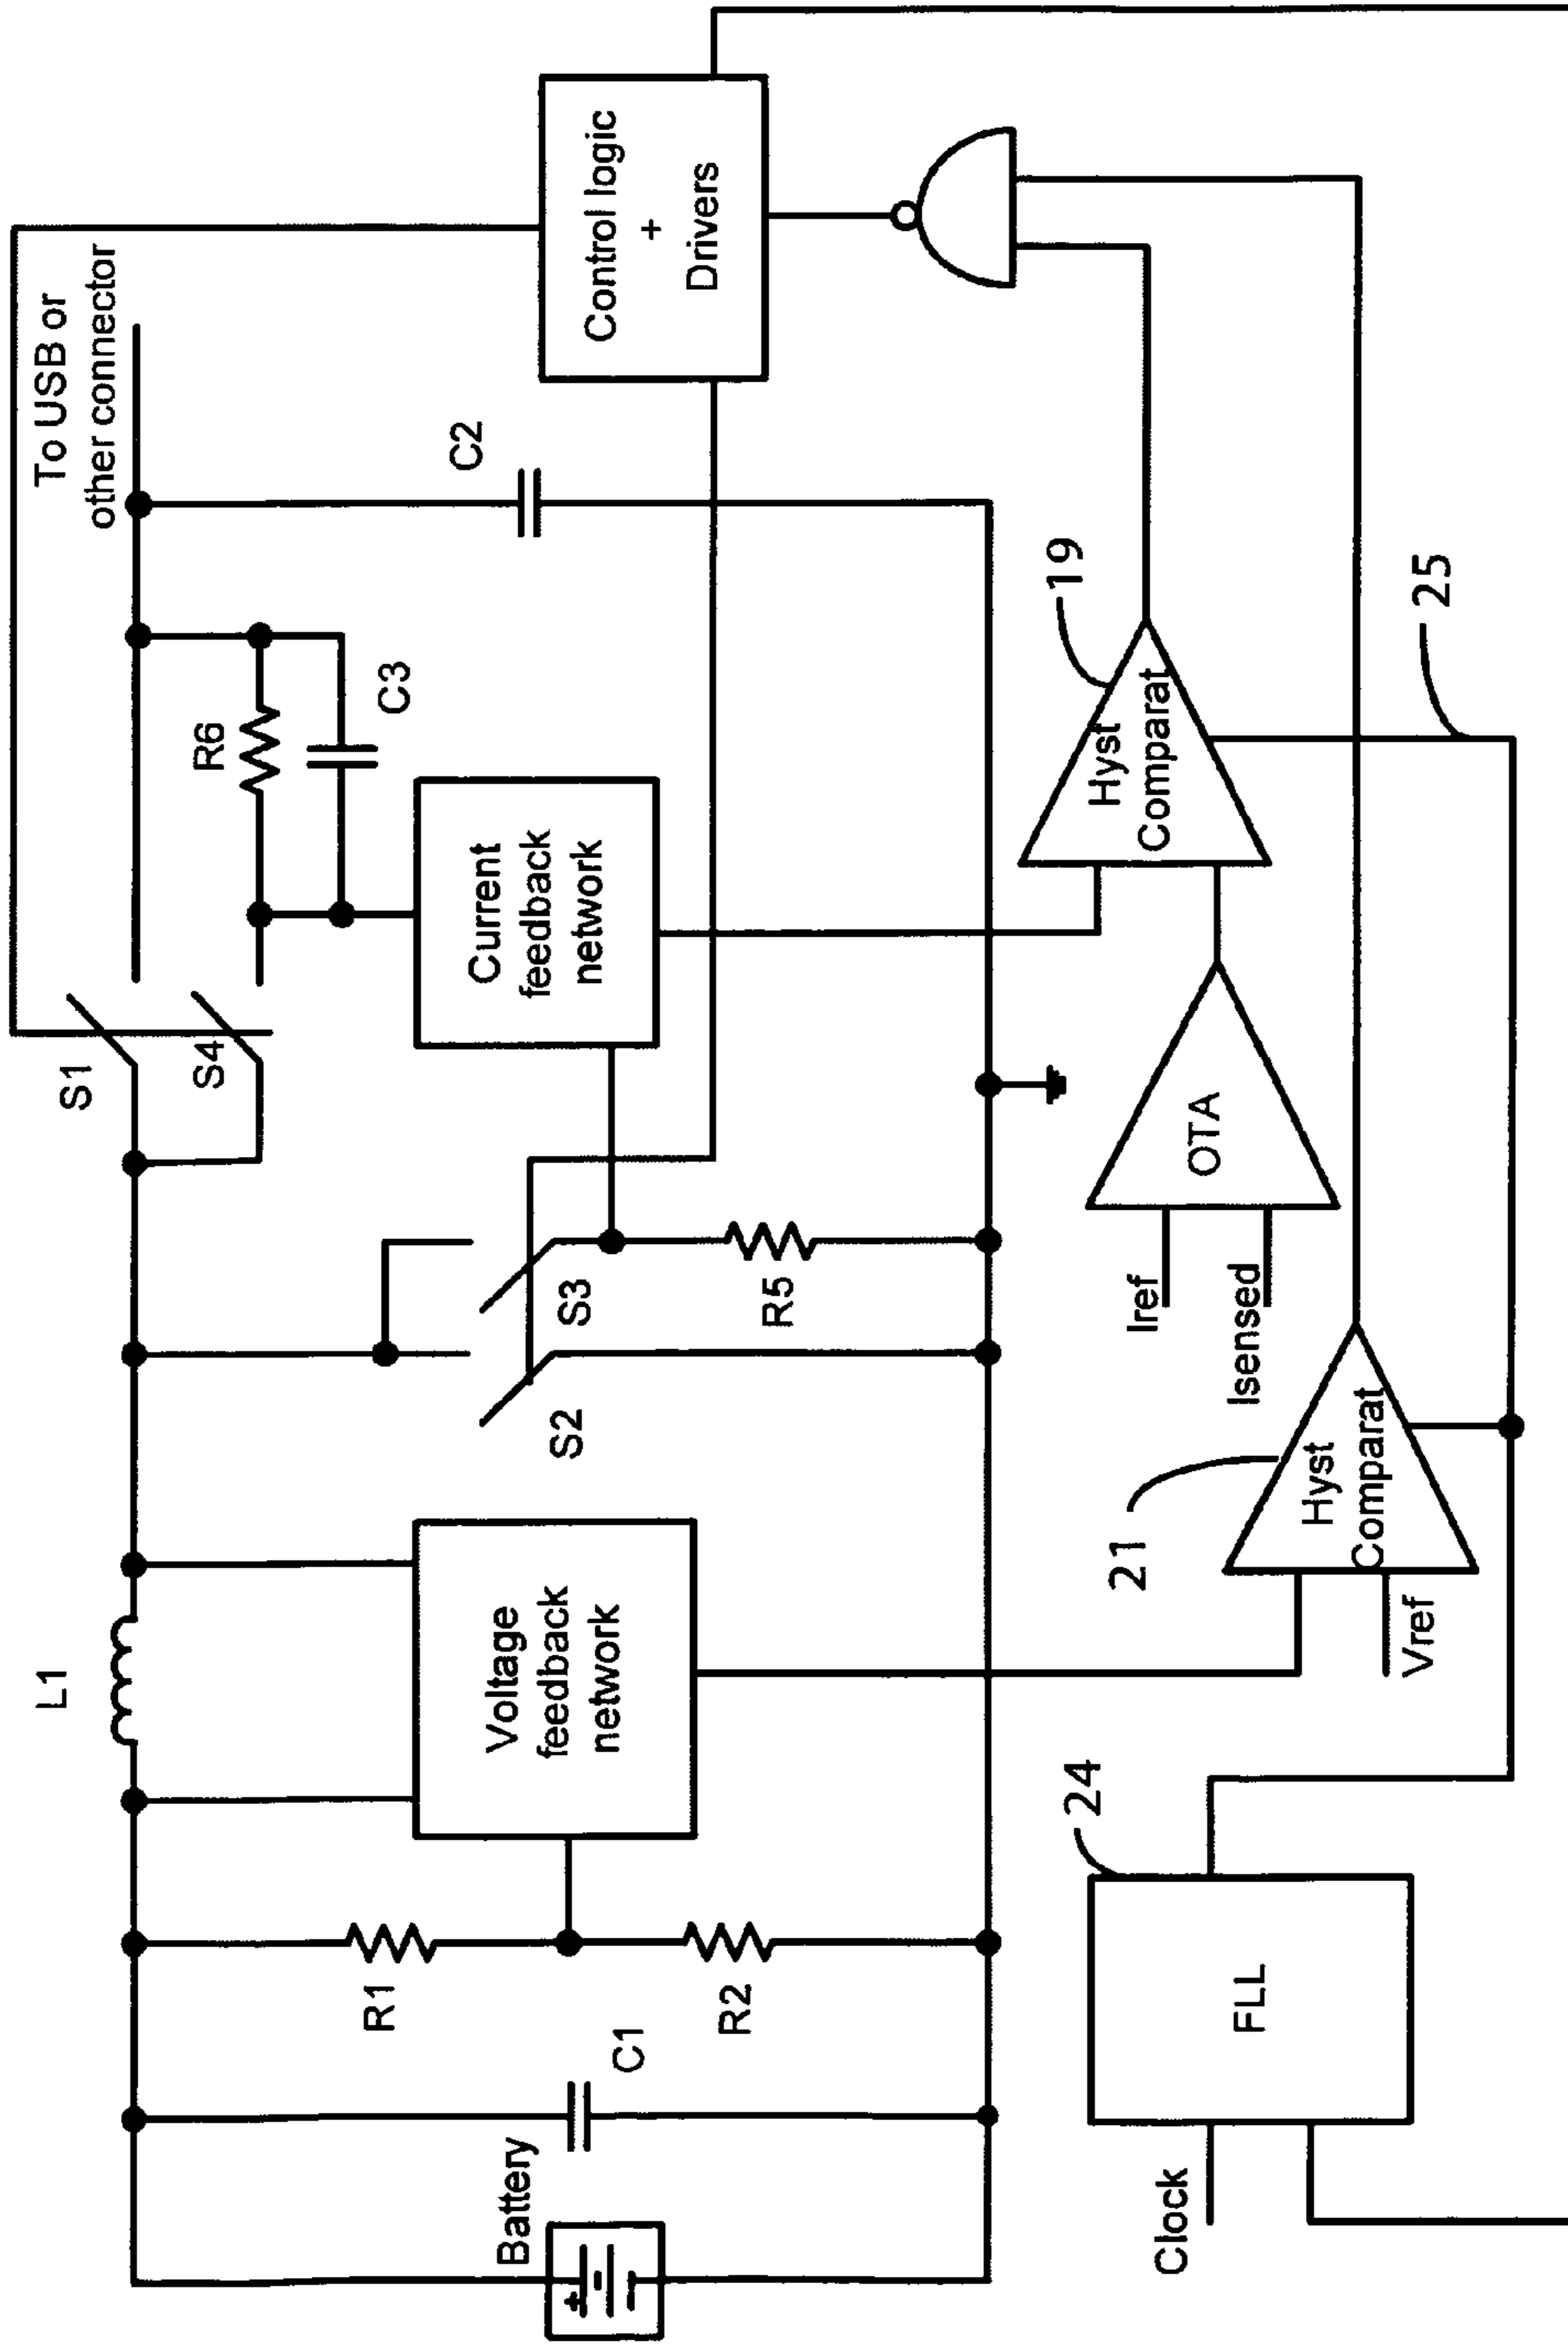 To USB or
other connector
S1
S4
R6
C3
C2
L1
Control logic
+
Drivers
Current
feedback
network
Voltage
feedback
network
S3
S2
R5
R1
R2
C1
Battery
+
-
Hyst
Comparat
19
OTA
Iref
Isensed
25
Hyst
Comparat
21
Vref
24
FLL
Clock